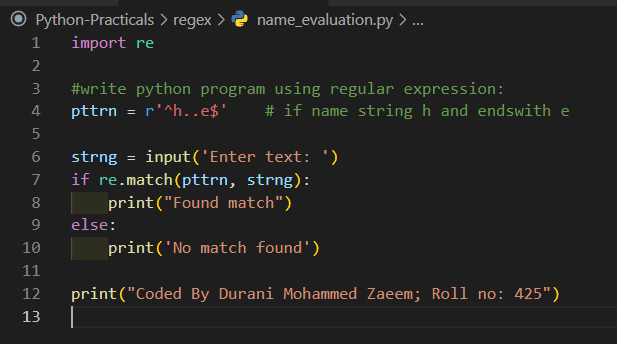 Python-Practicals > regex > name_evaluation.py > ...
1 import re
2
3 #write python program using regular expression:
4 pttrn = r'^h..e$'    # if name string h and endswith e
5
6 strng = input('Enter text: ')
7 if re.match(pttrn, strng):
8     print("Found match")
9 else:
10     print('No match found')
11
12 print("Coded By Durani Mohammed Zaeem; Roll no: 425")
13